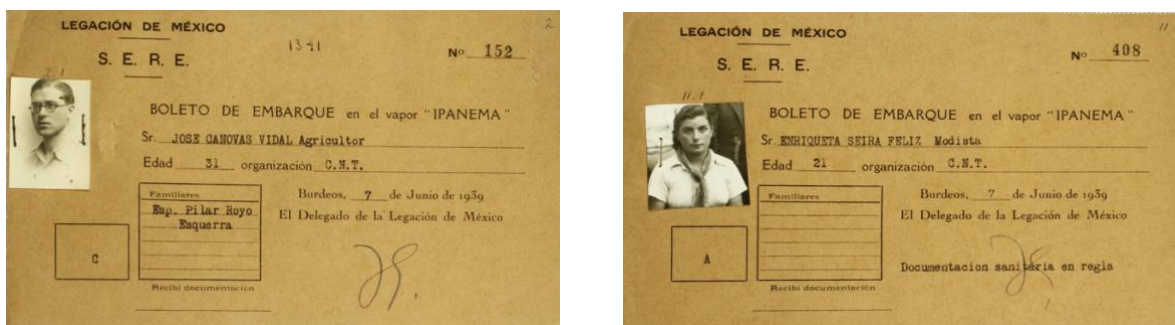 LEGACIÓN DE MÉXICO
2
1391
S. E. R. E.
Nº 152
BOLETO DE EMBARQUE en el vapor "IPANEMA"
Sr. JOSE CANOVAS VIDAL Agricultor
Edad 31 organización C.N.T.
Familiares
Esp. Pilar Royo
Esquerra
Burdeos, 7 de Junio de 1939
El Delegado de la Legación de México
C
Recibí documentación
LEGACIÓN DE MÉXICO
11
S. E. R. E.
Nº 408
11.1
BOLETO DE EMBARQUE en el vapor "IPANEMA"
Sr. ENRIQUETA SEIRA FELIZ Modista
Edad 21 organización C.N.T.
Familiares
Burdeos, 7 de Junio de 1939
El Delegado de la Legación de México
A
Documentacion sanitaria en regla
Recibí documentación